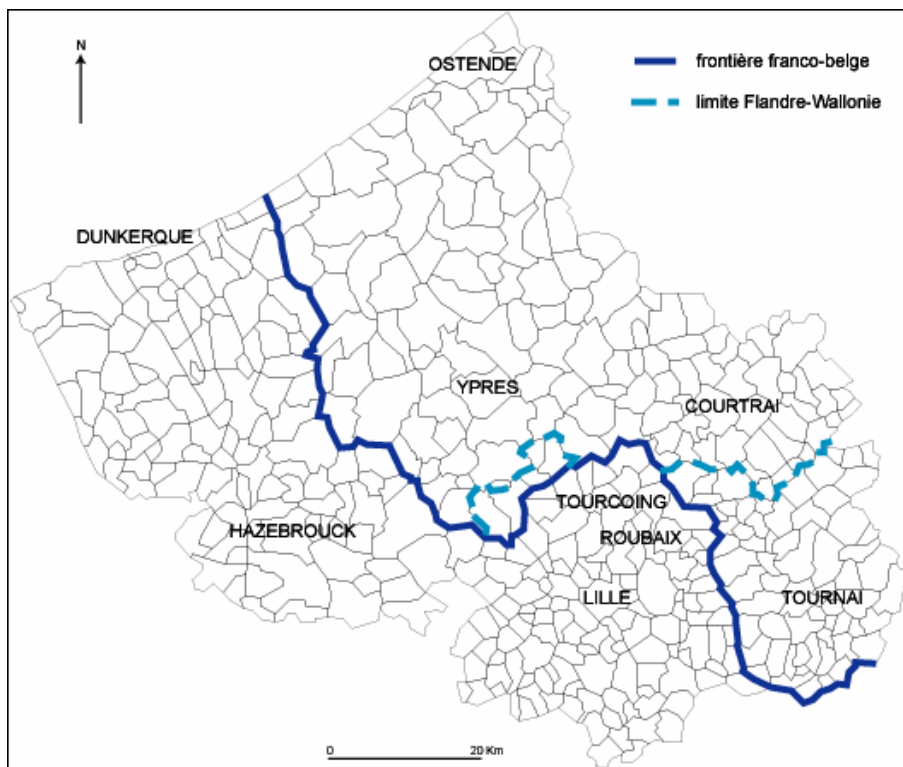 N
OSTENDE
frontière franco-belge
limite Flandre-Wallonie
DUNKERQUE
YPRES
COURTRAI
TOURCOING
HAZEBROUCK
ROUBAIX
LILLE
TOURNAI
0 20 Km